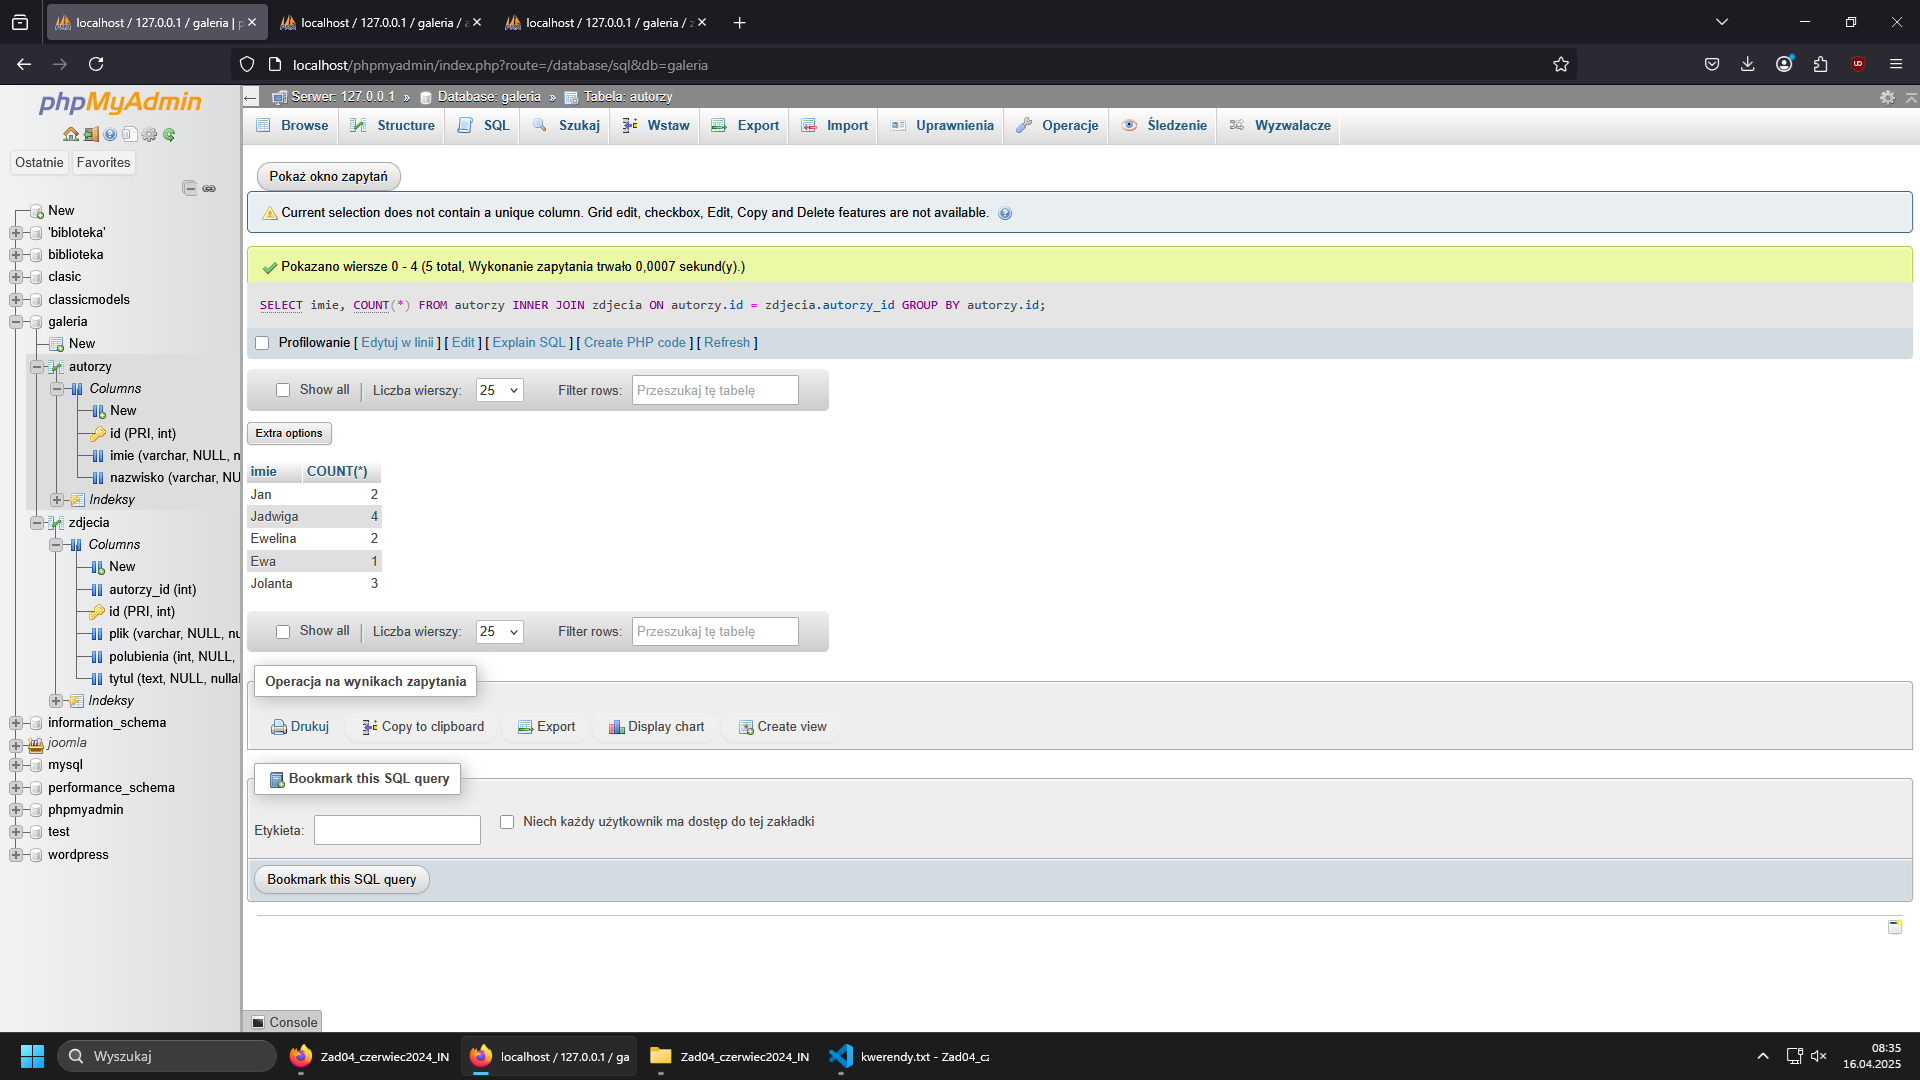 localhost / 127.0.0.1 / galeria | p
localhost / 127.0.0.1 / galeria / a
localhost / 127.0.0.1 / galeria / z
localhost/phpmyadmin/index.php?route=/database/sql&db=galeria
phpMyAdmin
Ostatnie
Favorites
New
'bibloteka'
biblioteka
clasic
classicmodels
galeria
New
autorzy
Columns
New
id (PRI, int)
imie (varchar, NULL, n
nazwisko (varchar, NU
Indeksy
zdjecia
Columns
New
autorzy_id (int)
id (PRI, int)
plik (varchar, NULL, nu
polubienia (int, NULL,
tytul (text, NULL, nullal
Indeksy
information_schema
joomla
mysql
performance_schema
phpmyadmin
test
wordpress
Serwer: 127.0.0.1 » Database: galeria » Tabela: autorzy
Browse
Structure
SQL
Szukaj
Wstaw
Export
Import
Uprawnienia
Operacje
Śledzenie
Wyzwalacze
Pokaż okno zapytań
Current selection does not contain a unique column. Grid edit, checkbox, Edit, Copy and Delete features are not available.
Pokazano wiersze 0 - 4 (5 total, Wykonanie zapytania trwało 0,0007 sekund(y).)
SELECT imie, COUNT(*) FROM autorzy INNER JOIN zdjecia ON autorzy.id = zdjecia.autorzy_id GROUP BY autorzy.id;
Profilowanie [ Edytuj w linii ] [ Edit ] [ Explain SQL ] [ Create PHP code ] [ Refresh ]
Show all | Liczba wierszy: 25 Filter rows: Przeszukaj tę tabelę
Extra options
imie COUNT(*)
Jan 2
Jadwiga 4
Ewelina 2
Ewa 1
Jolanta 3
Show all | Liczba wierszy: 25 Filter rows: Przeszukaj tę tabelę
Operacja na wynikach zapytania
Drukuj
Copy to clipboard
Export
Display chart
Create view
Bookmark this SQL query
Etykieta:
Niech każdy użytkownik ma dostęp do tej zakładki
Bookmark this SQL query
Console
Wyszukaj
Zad04_czerwiec2024_IN
localhost / 127.0.0.1 / ga
Zad04_czerwiec2024_IN
kwerendy.txt - Zad04_cz
08:35
16.04.2025